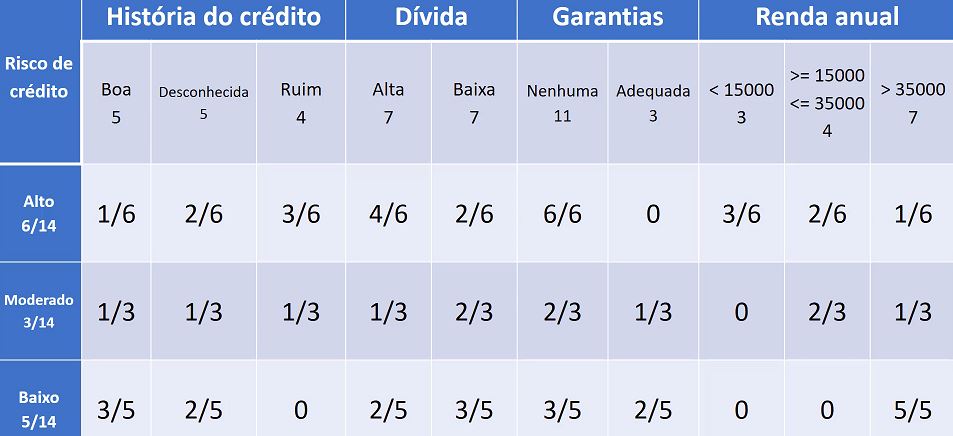 História do crédito Dívida Garantias Renda anual
Risco de
crédito
Boa
5
Desconhecida
5
Ruim
4
Alta
7
Baixa
7
Nenhuma
11
Adequada
3
< 15000
3
>= 15000
<= 35000
4
> 35000
7
Alto
6/14
1/6 2/6 3/6 4/6 2/6 6/6 0 3/6 2/6 1/6
Moderado
3/14
1/3 1/3 1/3 1/3 2/3 2/3 1/3 0 2/3 1/3
Baixo
5/14
3/5 2/5 0 2/5 3/5 3/5 2/5 0 0 5/5